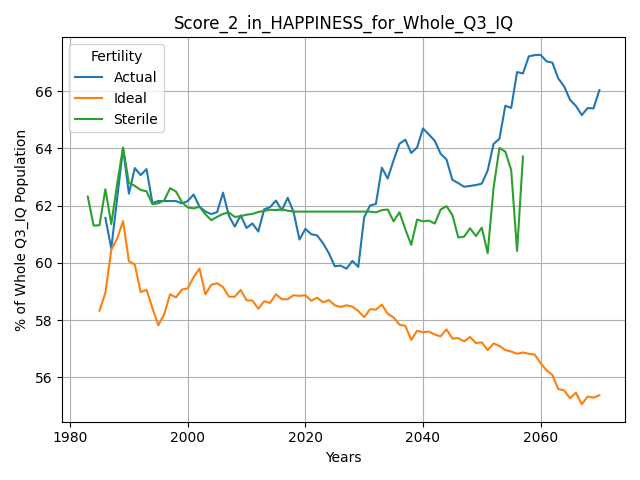 Score_2_in_HAPPINESS_for_Whole_Q3_IQ
Fertility
Actual
Ideal
Sterile
% of Whole Q3_IQ Population
66
64
62
60
58
56
1980
2000
2020
2040
2060
Years